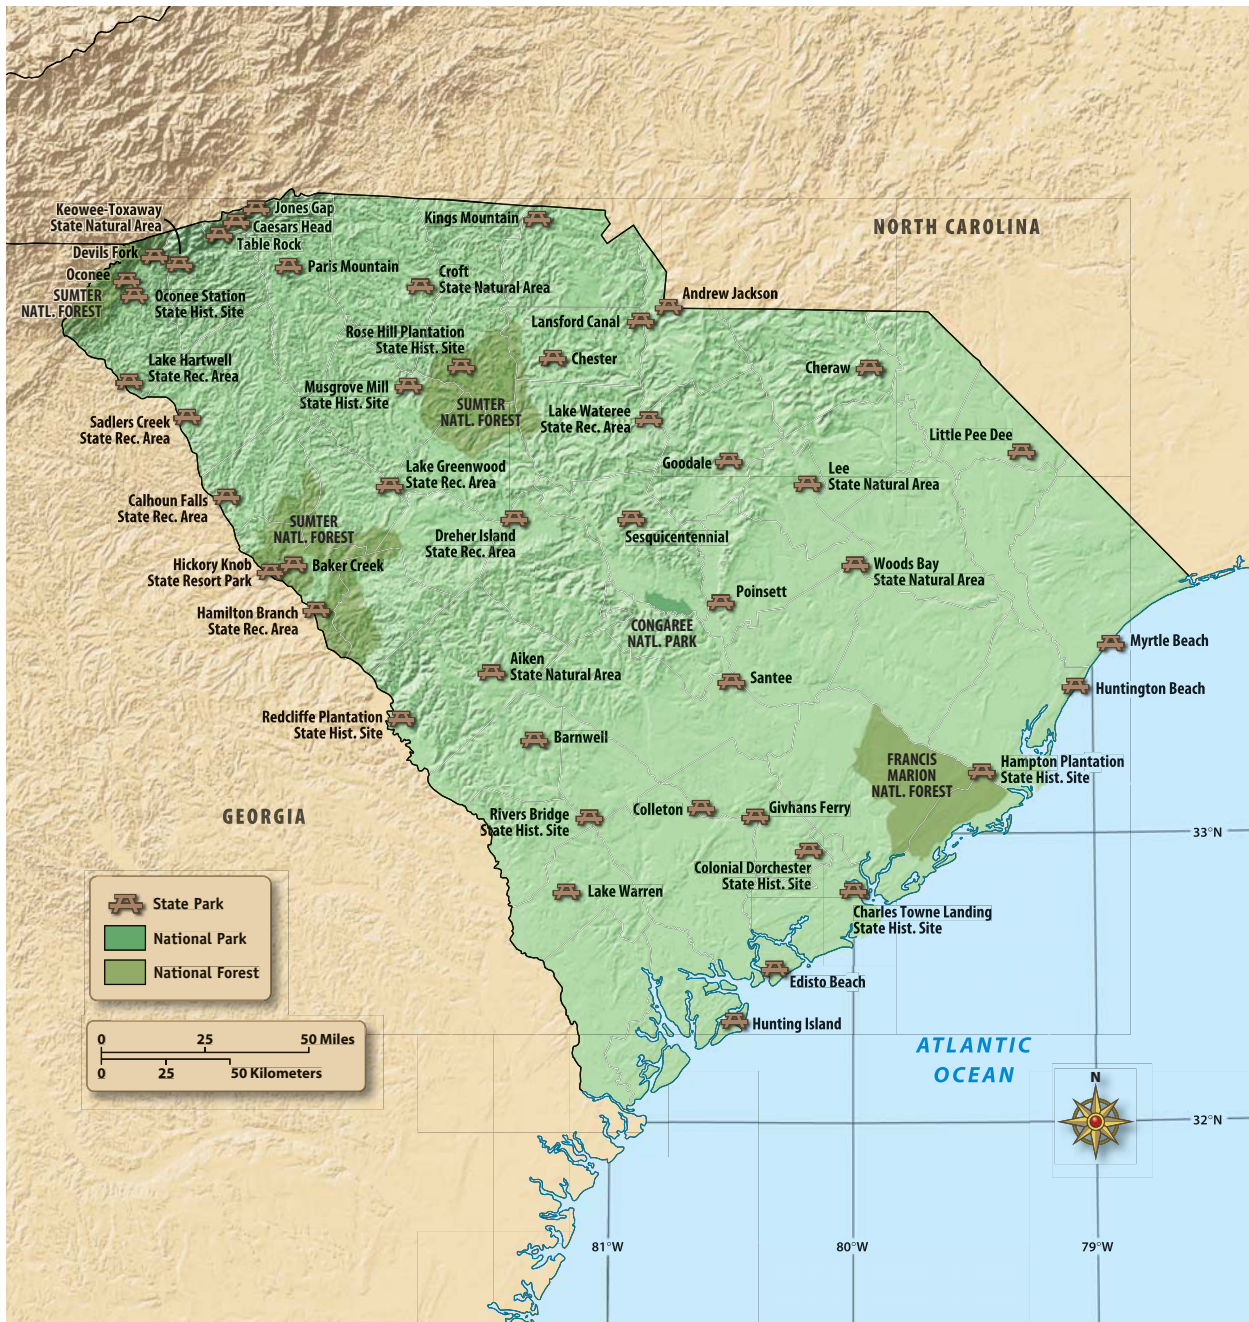 Keowee-Toxaway
State Natural Area
Jones Gap
Caesars Head
Table Rock
Kings Mountain
NORTH CAROLINA
Devils Fork
Oconee
SUMTER
NATL. FOREST
Oconee Station
State Hist. Site
Paris Mountain
Croft
State Natural Area
Andrew Jackson
Lansford Canal
Rose Hill Plantation
State Hist. Site
Chester
Cheraw
Lake Hartwell
State Rec. Area
Musgrove Mill
State Hist. Site
SUMTER
NATL. FOREST
Lake Wateree
State Rec. Area
Sadlers Creek
State Rec. Area
Little Pee Dee
Goodale
Lee
State Natural Area
Lake Greenwood
State Rec. Area
Calhoun Falls
State Rec. Area
SUMTER
NATL. FOREST
Dreher Island
State Rec. Area
Sesquicentennial
Hickory Knob
State Resort Park
Baker Creek
Woods Bay
State Natural Area
Poinsett
Hamilton Branch
State Rec. Area
CONGAREE
NATL. PARK
Myrtle Beach
Aiken
State Natural Area
Santee
Huntington Beach
Redcliffe Plantation
State Hist. Site
Barnwell
FRANCIS
MARION
NATL. FOREST
Hampton Plantation
State Hist. Site
GEORGIA
Rivers Bridge
State Hist. Site
Colleton
Givhans Ferry
33°N
Colonial Dorchester
State Hist. Site
Lake Warren
Charles Towne Landing
State Hist. Site
State Park
National Park
National Forest
Edisto Beach
Hunting Island
0 25 50 Miles
0 25 50 Kilometers
ATLANTIC
OCEAN
N
32°N
81°W 80°W 79°W